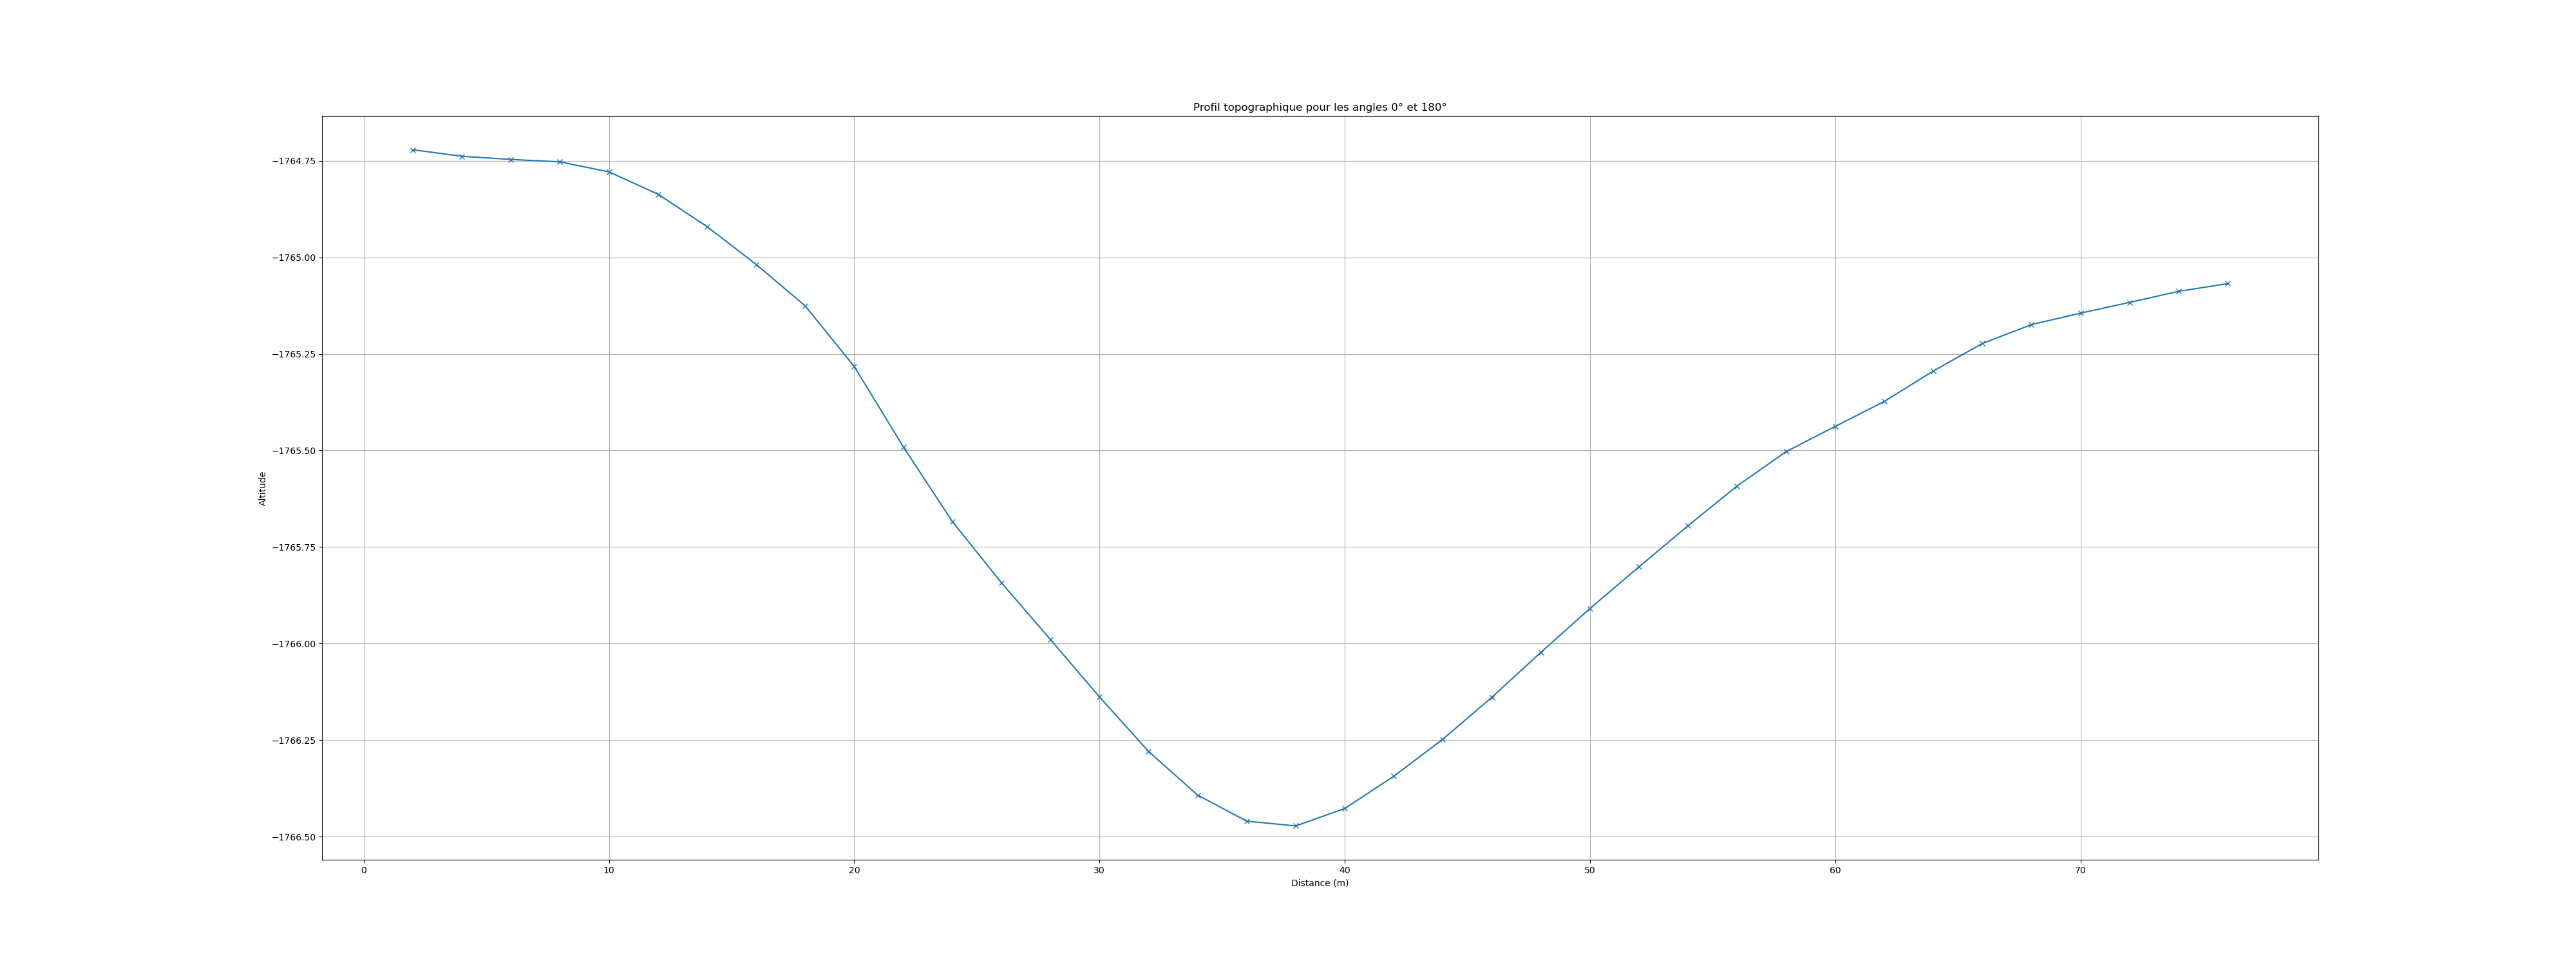 Profil topographique pour les angles 0° et 180°
−1764.75
−1765.00
−1765.25
−1765.50
−1765.75
−1766.00
−1766.25
−1766.50
Altitude
0 10 20 30 40 50 60 70
Distance (m)